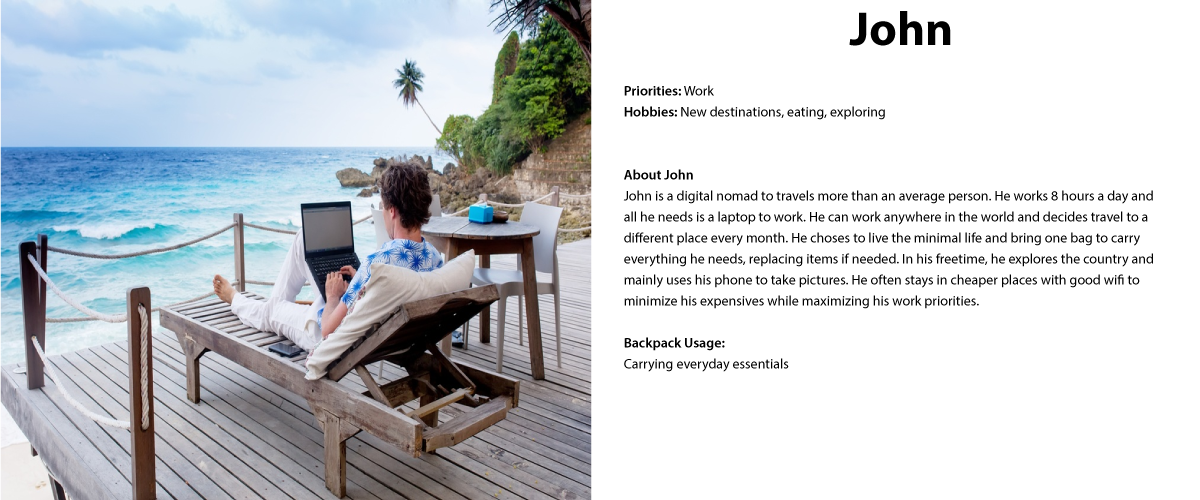 John
Priorities: Work
Hobbies: New destinations, eating, exploring
About John
John is a digital nomad to travels more than an average person. He works 8 hours a day and
all he needs is a laptop to work. He can work anywhere in the world and decides travel to a
different place every month. He choses to live the minimal life and bring one bag to carry
everything he needs, replacing items if needed. In his freetime, he explores the country and
mainly uses his phone to take pictures. He often stays in cheaper places with good wifi to
minimize his expensives while maximizing his work priorities.
Backpack Usage:
Carrying everyday essentials